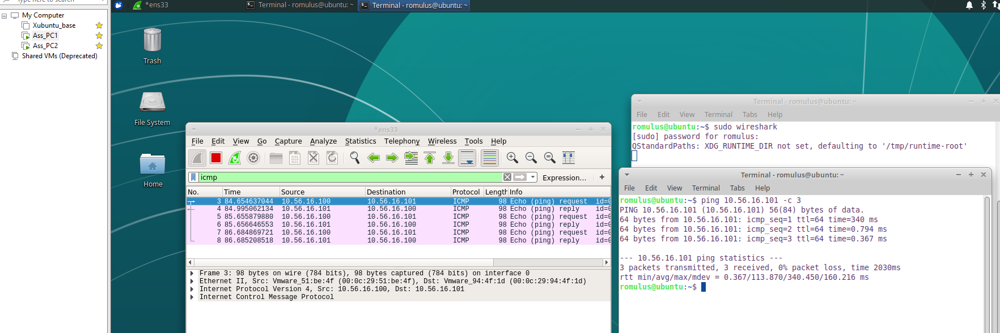 Type here to search
My Computer
Xubuntu_base
Ass_PC1
Ass_PC2
Shared VMs (Deprecated)
*ens33
Terminal - romulus@ubuntu: ~
Terminal - romulus@ubuntu: ~
Trash
File System
Home
*ens33
File Edit View Go Capture Analyze Statistics Telephony Wireless Tools Help
icmp
Expression...
+
No. Time Source Destination Protocol Length Info
3 84.654637044 10.56.16.100 10.56.16.101 ICMP 98 Echo (ping) request id=0
4 84.995062134 10.56.16.101 10.56.16.100 ICMP 98 Echo (ping) reply id=0
5 85.655879880 10.56.16.100 10.56.16.101 ICMP 98 Echo (ping) request id=0
6 85.656646553 10.56.16.101 10.56.16.100 ICMP 98 Echo (ping) reply id=0
7 86.684869721 10.56.16.100 10.56.16.101 ICMP 98 Echo (ping) request id=0
8 86.685208518 10.56.16.101 10.56.16.100 ICMP 98 Echo (ping) reply id=0
Frame 3: 98 bytes on wire (784 bits), 98 bytes captured (784 bits) on interface 0
Ethernet II, Src: Vmware_51:be:4f (00:0c:29:51:be:4f), Dst: Vmware_94:4f:1d (00:0c:29:94:4f:1d)
Internet Protocol Version 4, Src: 10.56.16.100, Dst: 10.56.16.101
Internet Control Message Protocol
Terminal - romulus@ubuntu: ~
File Edit View Terminal Tabs Help
romulus@ubuntu:~$ sudo wireshark
[sudo] password for romulus:
QStandardPaths: XDG_RUNTIME_DIR not set, defaulting to '/tmp/runtime-root'
Terminal - romulus@ubuntu: ~
File Edit View Terminal Tabs Help
romulus@ubuntu:~$ ping 10.56.16.101 -c 3
PING 10.56.16.101 (10.56.16.101) 56(84) bytes of data.
64 bytes from 10.56.16.101: icmp_seq=1 ttl=64 time=340 ms
64 bytes from 10.56.16.101: icmp_seq=2 ttl=64 time=0.794 ms
64 bytes from 10.56.16.101: icmp_seq=3 ttl=64 time=0.367 ms
--- 10.56.16.101 ping statistics ---
3 packets transmitted, 3 received, 0% packet loss, time 2030ms
rtt min/avg/max/mdev = 0.367/113.870/340.450/160.216 ms
romulus@ubuntu:~$